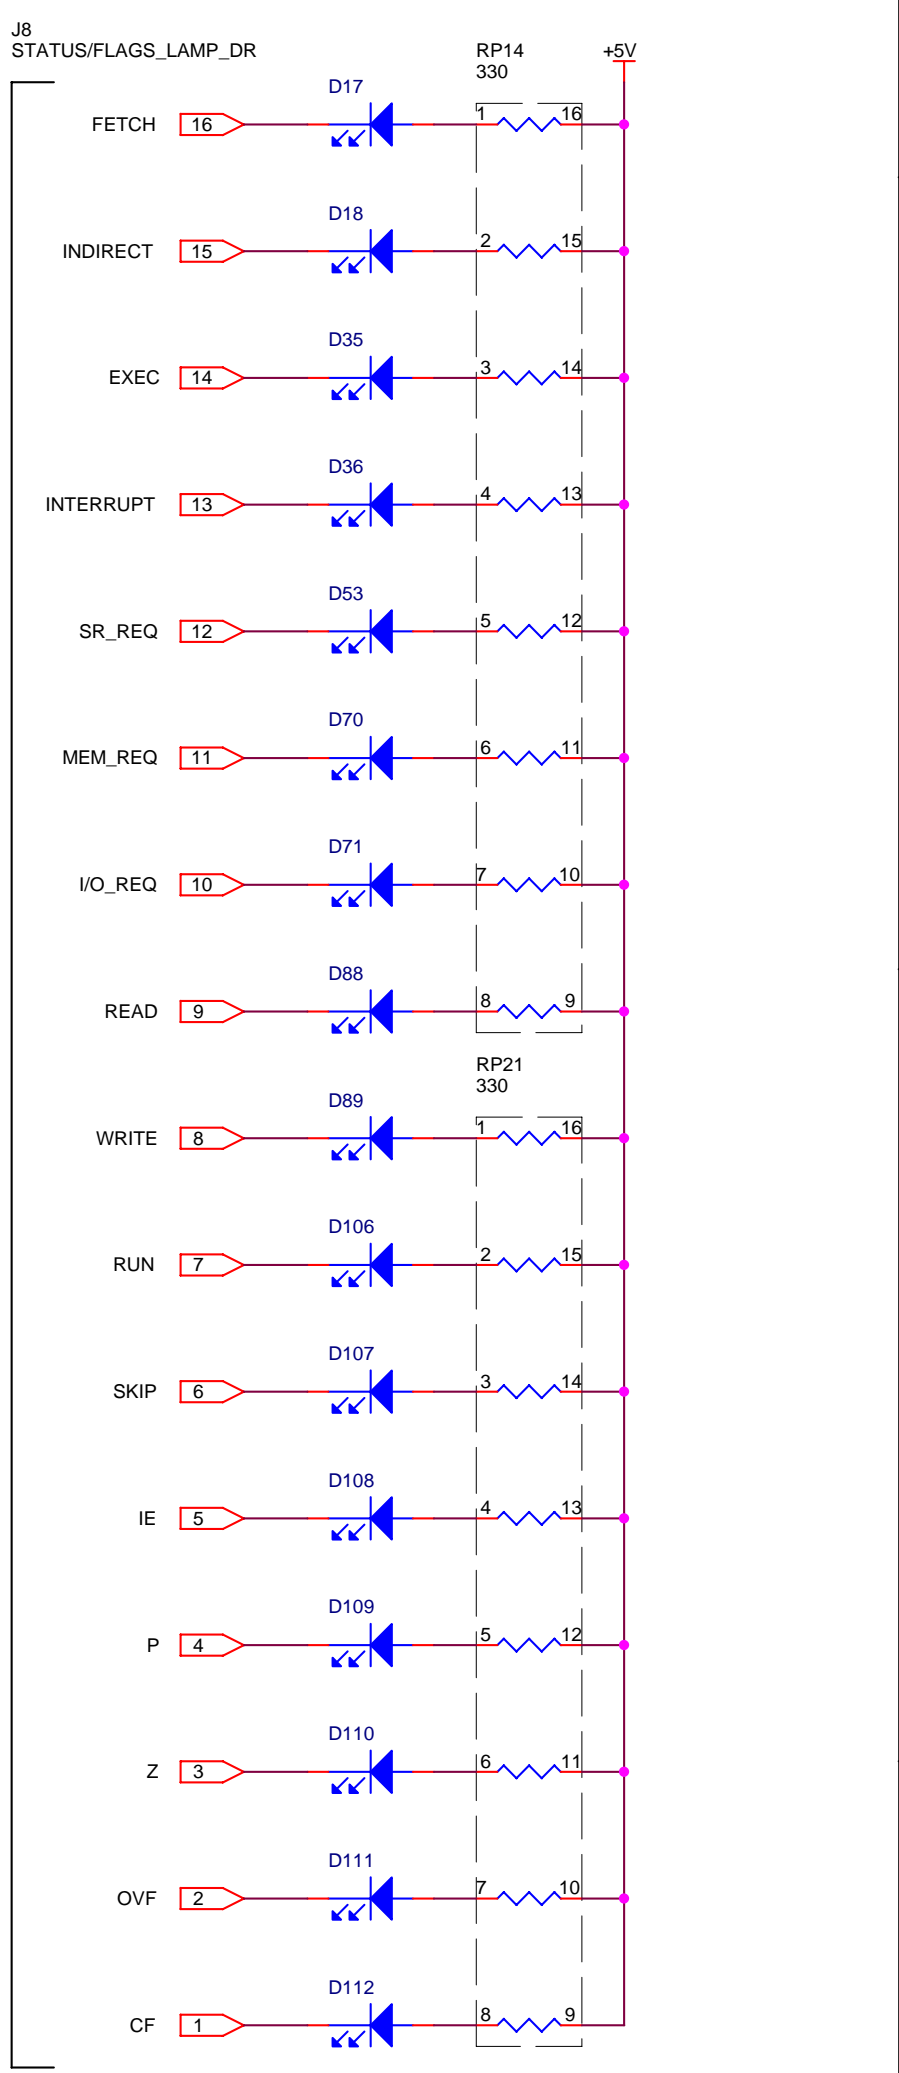 J8
STATUS/FLAGS_LAMP_DR
RP14
330
+5V
D17
FETCH 16 1 16
D18
INDIRECT 15 2 15
D35
EXEC 14 3 14
D36
INTERRUPT 13 4 13
D53
SR_REQ 12 5 12
D70
MEM_REQ 11 6 11
D71
I/O_REQ 10 7 10
D88
READ 9 8 9
RP21
330
D89
WRITE 8 1 16
D106
RUN 7 2 15
D107
SKIP 6 3 14
D108
IE 5 4 13
D109
P 4 5 12
D110
Z 3 6 11
D111
OVF 2 7 10
D112
CF 1 8 9